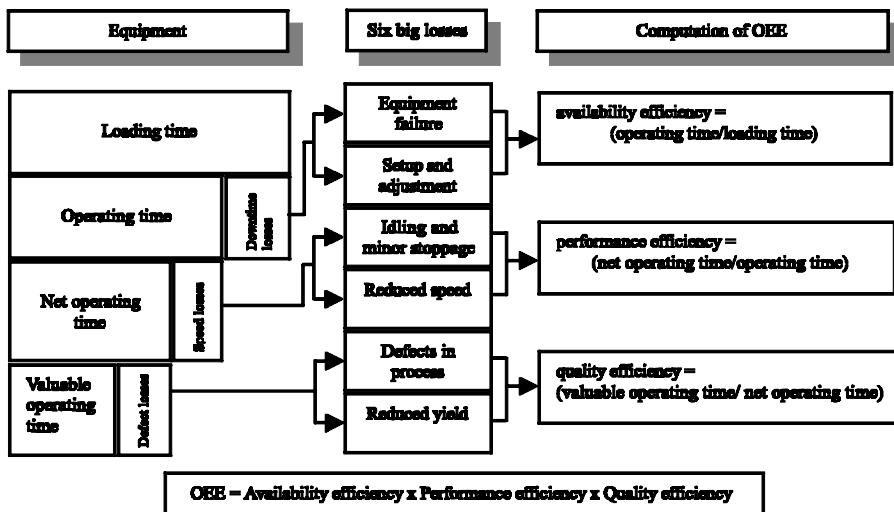 Equipment
Six big losses
Computation of OEE
Loading time
Operating time
Downtime
losses
Net operating
time
Speed losses
Valuable
operating
time
Defect losses
Equipment
failure
Setup and
adjustment
Idling and
minor stoppage
Reduced speed
Defects in
process
Reduced yield
availability efficiency =
(operating time/loading time)
performance efficiency =
(net operating time/operating time)
quality efficiency =
(valuable operating time/ net operating time)
OEE = Availability efficiency x Performance efficiency x Quality efficiency